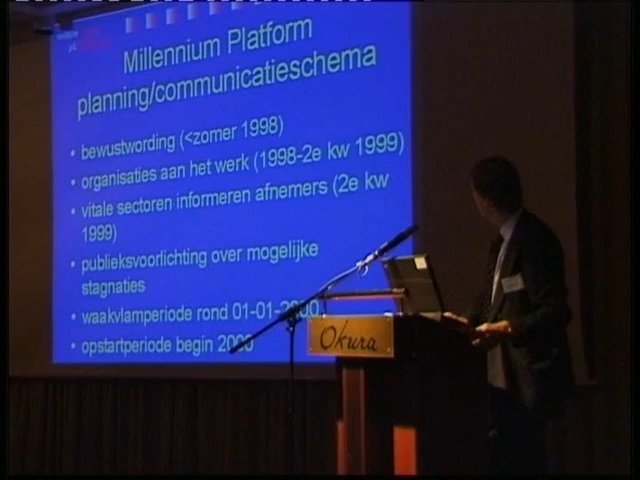 Millennium Platform
planning/communicatieschema
• bewustwording (<zomer 1998)
• organisaties aan het werk (1998-2e kw 1999)
• vitale sectoren informeren afnemers (2e kw
1999)
• publieksvoorlichting over mogelijke
stagnaties
• waakvlamperiode rond 01-01-2000
• opstartperiode begin 2000
Okura